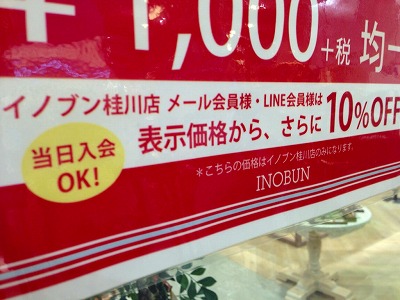 ¥1,000+税 均一
イノブン桂川店 メール会員様・LINE会員様は
表示価格から、さらに10%OFF
当日入会
OK!
＊こちらの価格はイノブン桂川店のみになります。
INOBUN